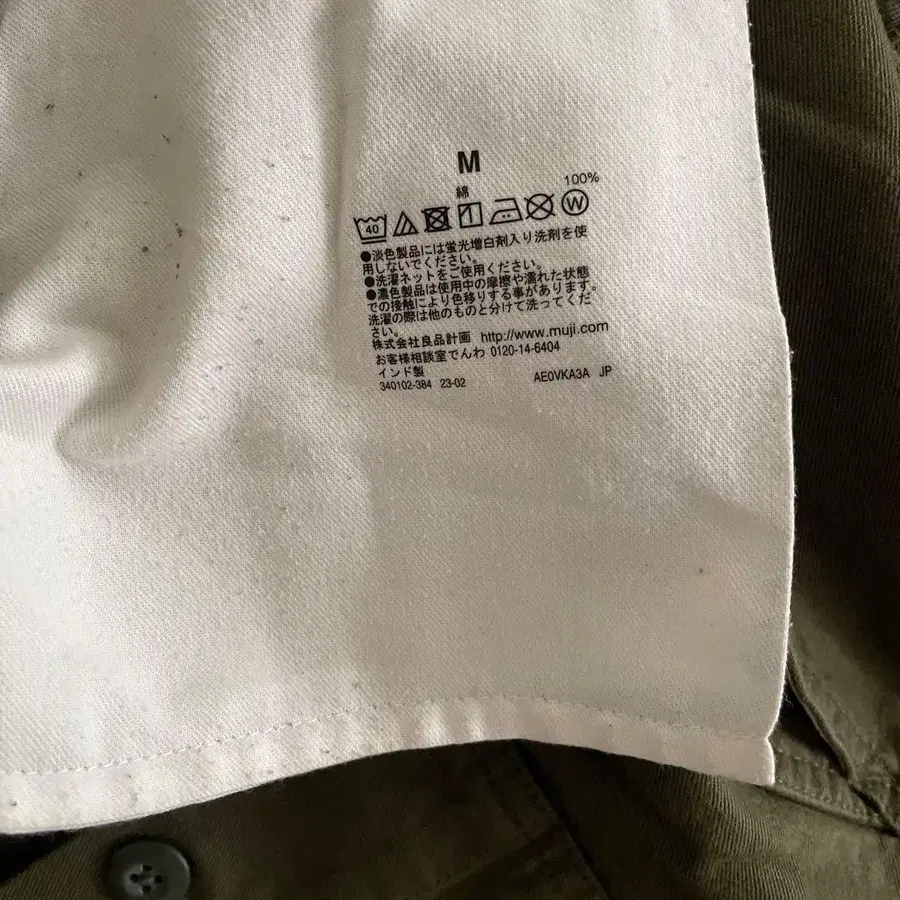 M
綿 100%
40 W
●淡色製品には蛍光増白剤入り洗剤を使
用しないでください。
●洗濯ネットをご使用ください。
●濃色製品は使用中の摩擦や濡れた状態
での接触により色移りする事があります。
洗濯の際は他のものと分けて洗ってくだ
さい。
株式会社良品計画 http://www.muji.com
お客様相談室でんわ 0120-14-6404
インド製
340102-384 23-02 AE0VKA3A JP